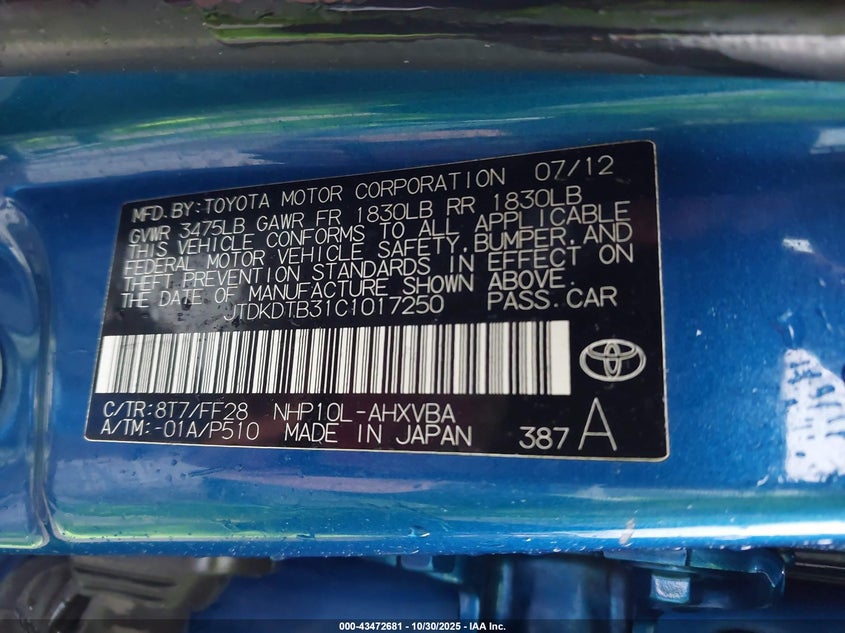 MFD. BY: TOYOTA MOTOR CORPORATION 07/12
GVWR 3475LB GAWR FR 1830LB RR 1830LB
THIS VEHICLE CONFORMS TO ALL APPLICABLE
FEDERAL MOTOR VEHICLE SAFETY, BUMPER, AND
THEFT PREVENTION STANDARDS IN EFFECT ON
THE DATE OF MANUFACTURE SHOWN ABOVE.
JTDKDTB31C1017250 PASS. CAR
C/TR: 8T7/FF28 NHP10L-AHXVBA
A/TM: -01A/P510 MADE IN JAPAN 387 A
000-43472681 - 10/30/2025 - IAA Inc.